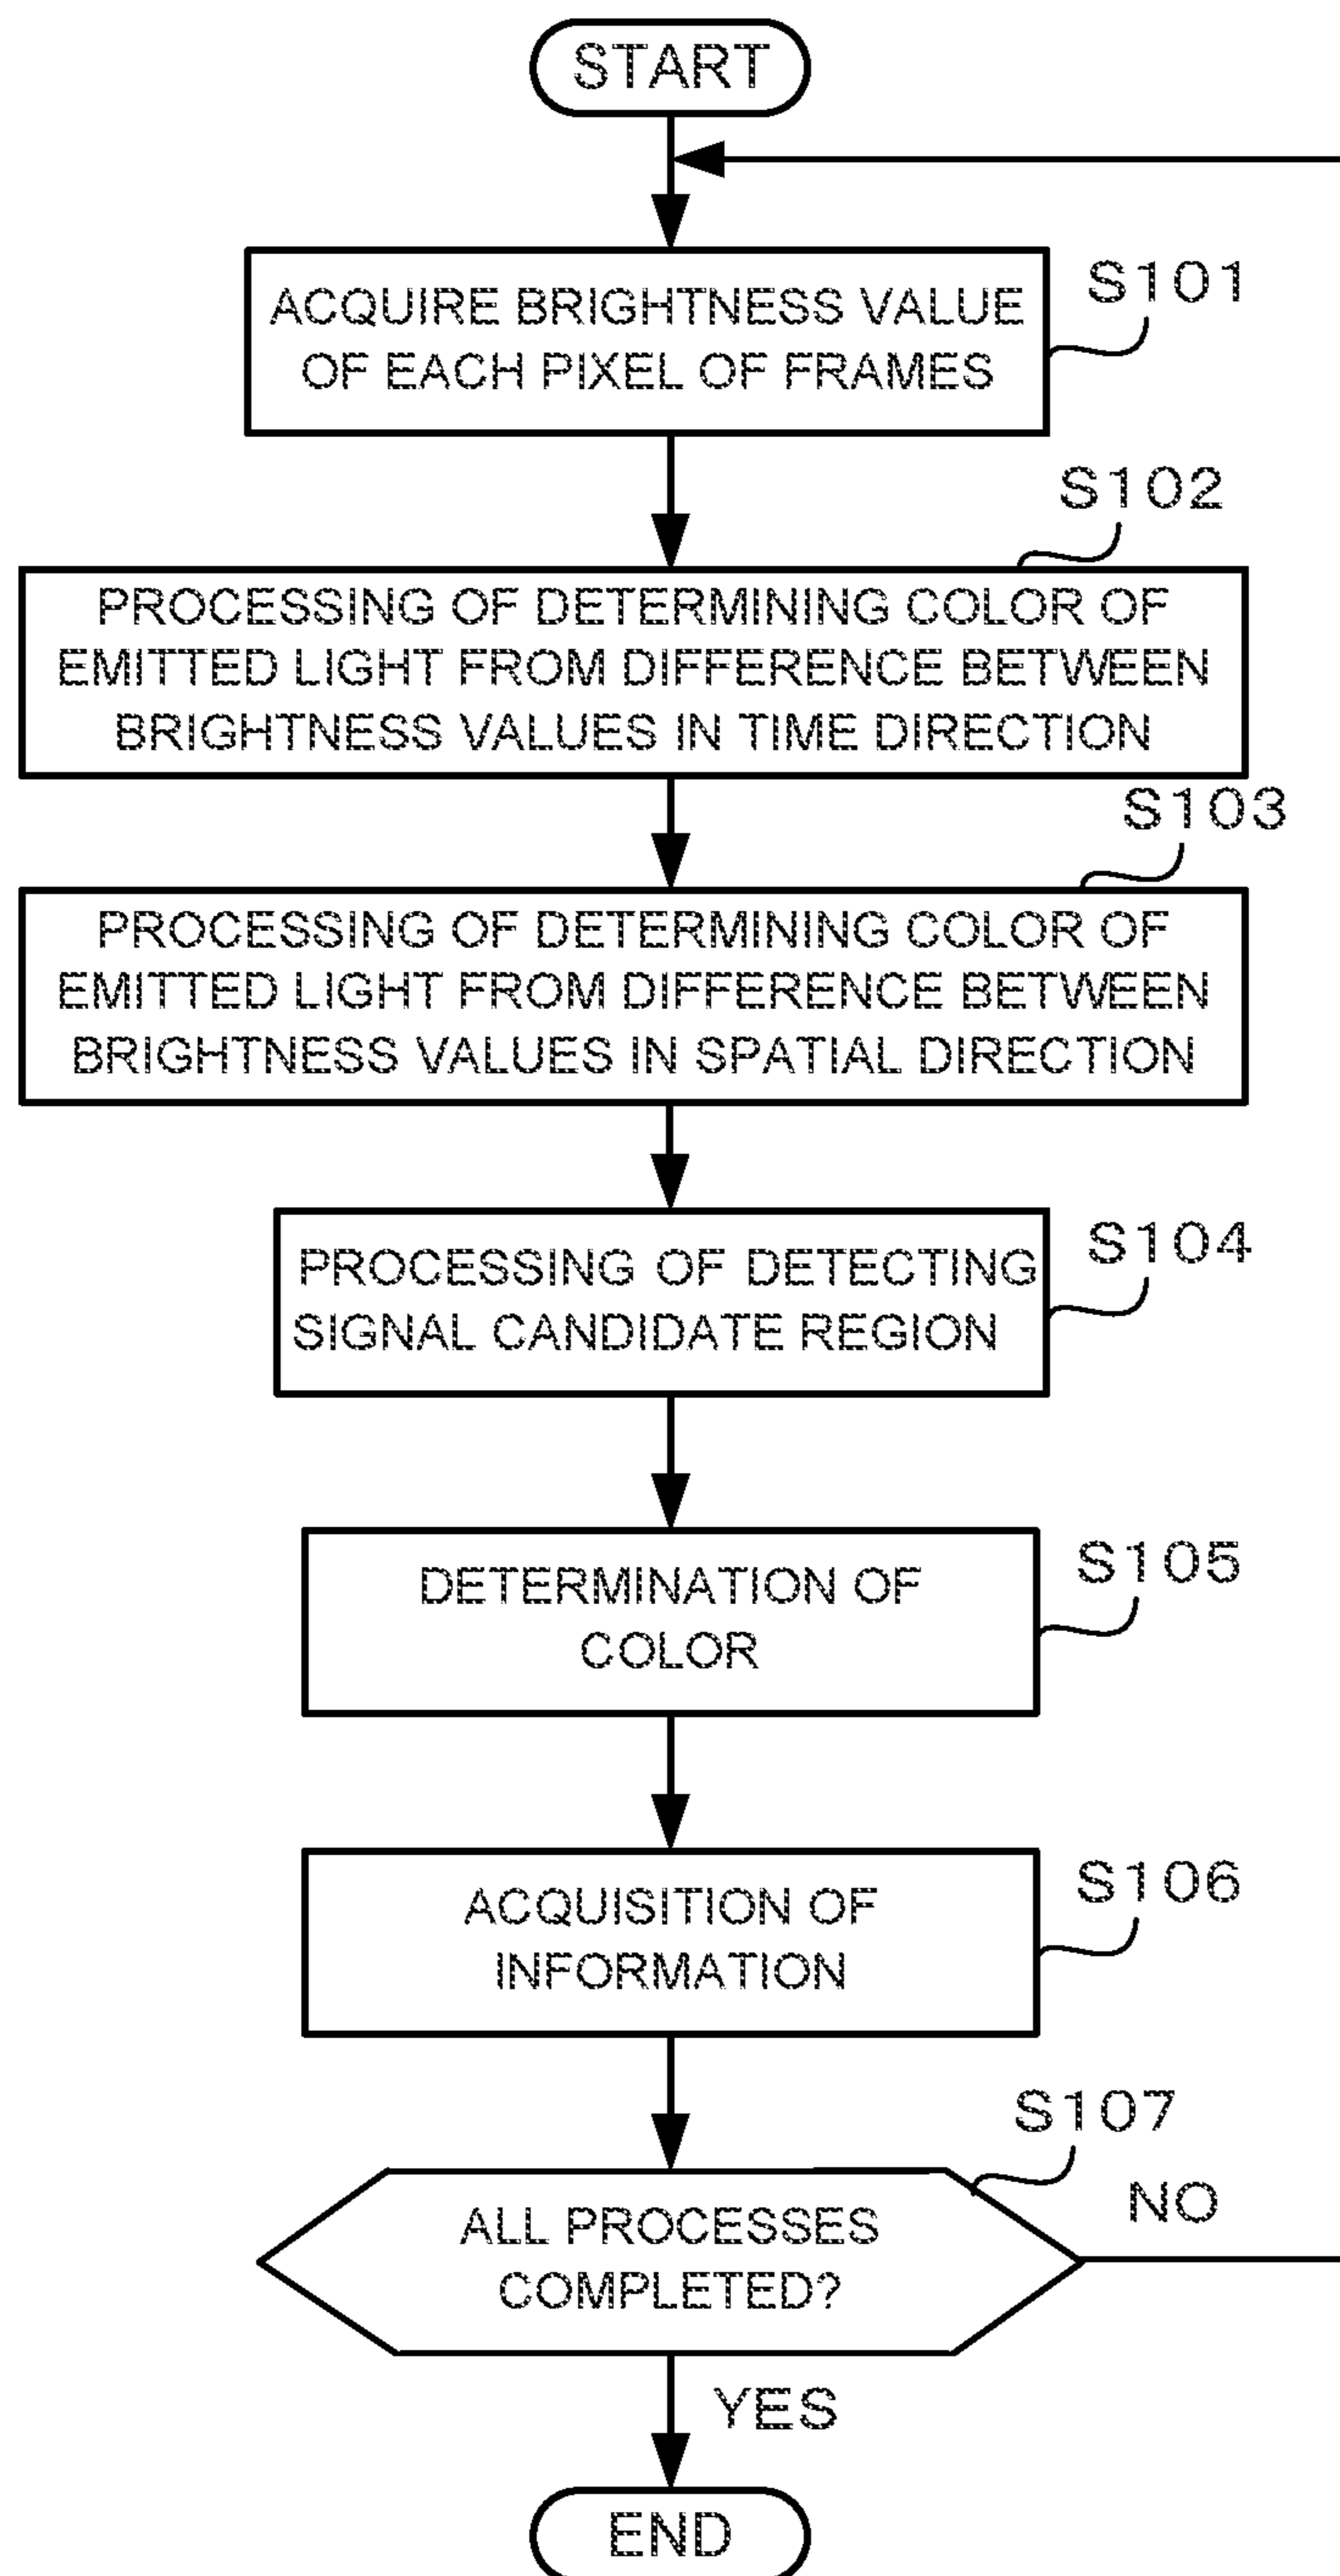 START
ACQUIRE BRIGHTNESS VALUE
OF EACH PIXEL OF FRAMES
S101
S102
PROCESSING OF DETERMINING COLOR OF
EMITTED LIGHT FROM DIFFERENCE BETWEEN
BRIGHTNESS VALUES IN TIME DIRECTION
S103
PROCESSING OF DETERMINING COLOR OF
EMITTED LIGHT FROM DIFFERENCE BETWEEN
BRIGHTNESS VALUES IN SPATIAL DIRECTION
S104
PROCESSING OF DETECTING
SIGNAL CANDIDATE REGION
S105
DETERMINATION OF
COLOR
S106
ACQUISITION OF
INFORMATION
S107
ALL PROCESSES
COMPLETED?
NO
YES
END